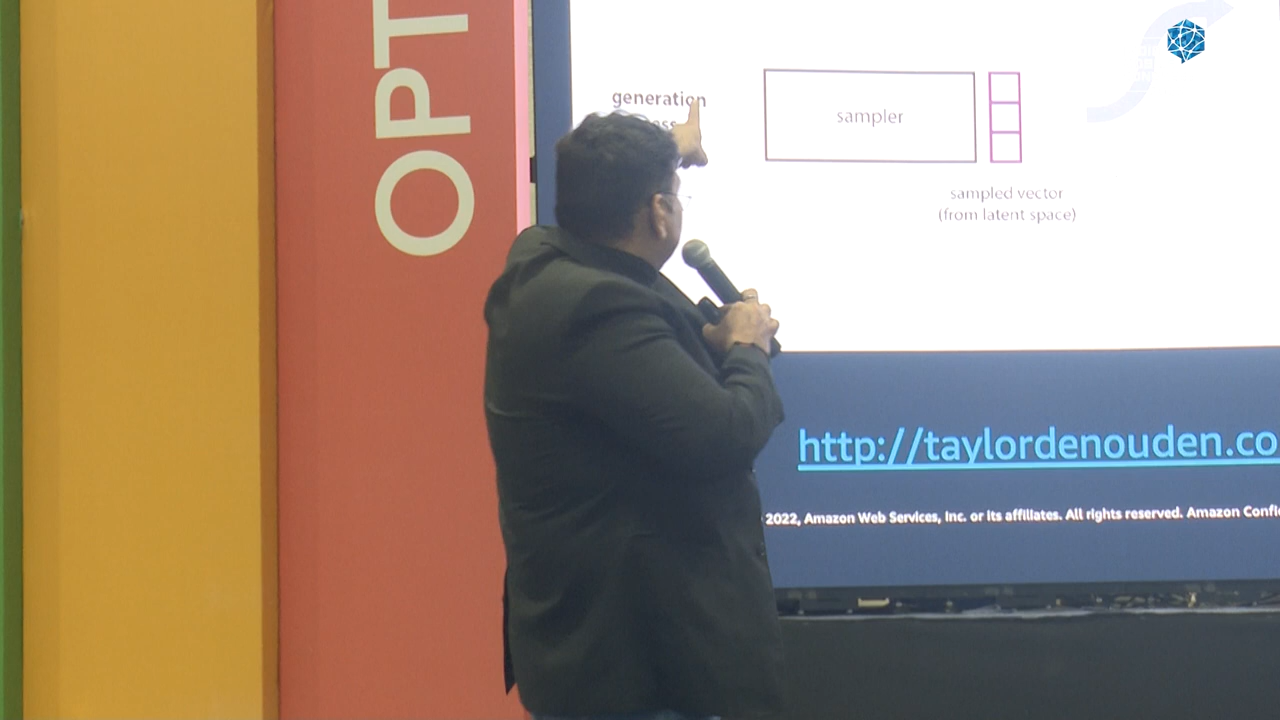 OPT
generation
sampler
sampled vector
(from latent space)
http://taylordenouden.co
2022, Amazon Web Services, Inc. or its affiliates. All rights reserved. Amazon Confi